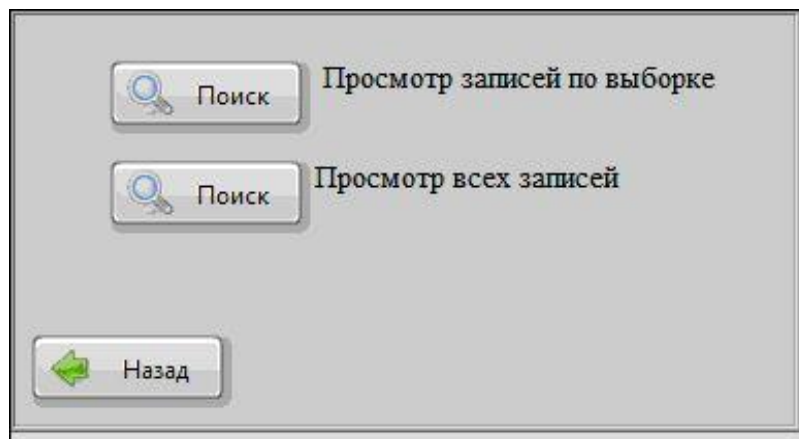 Поиск Просмотр записей по выборке
Поиск Просмотр всех записей
Назад